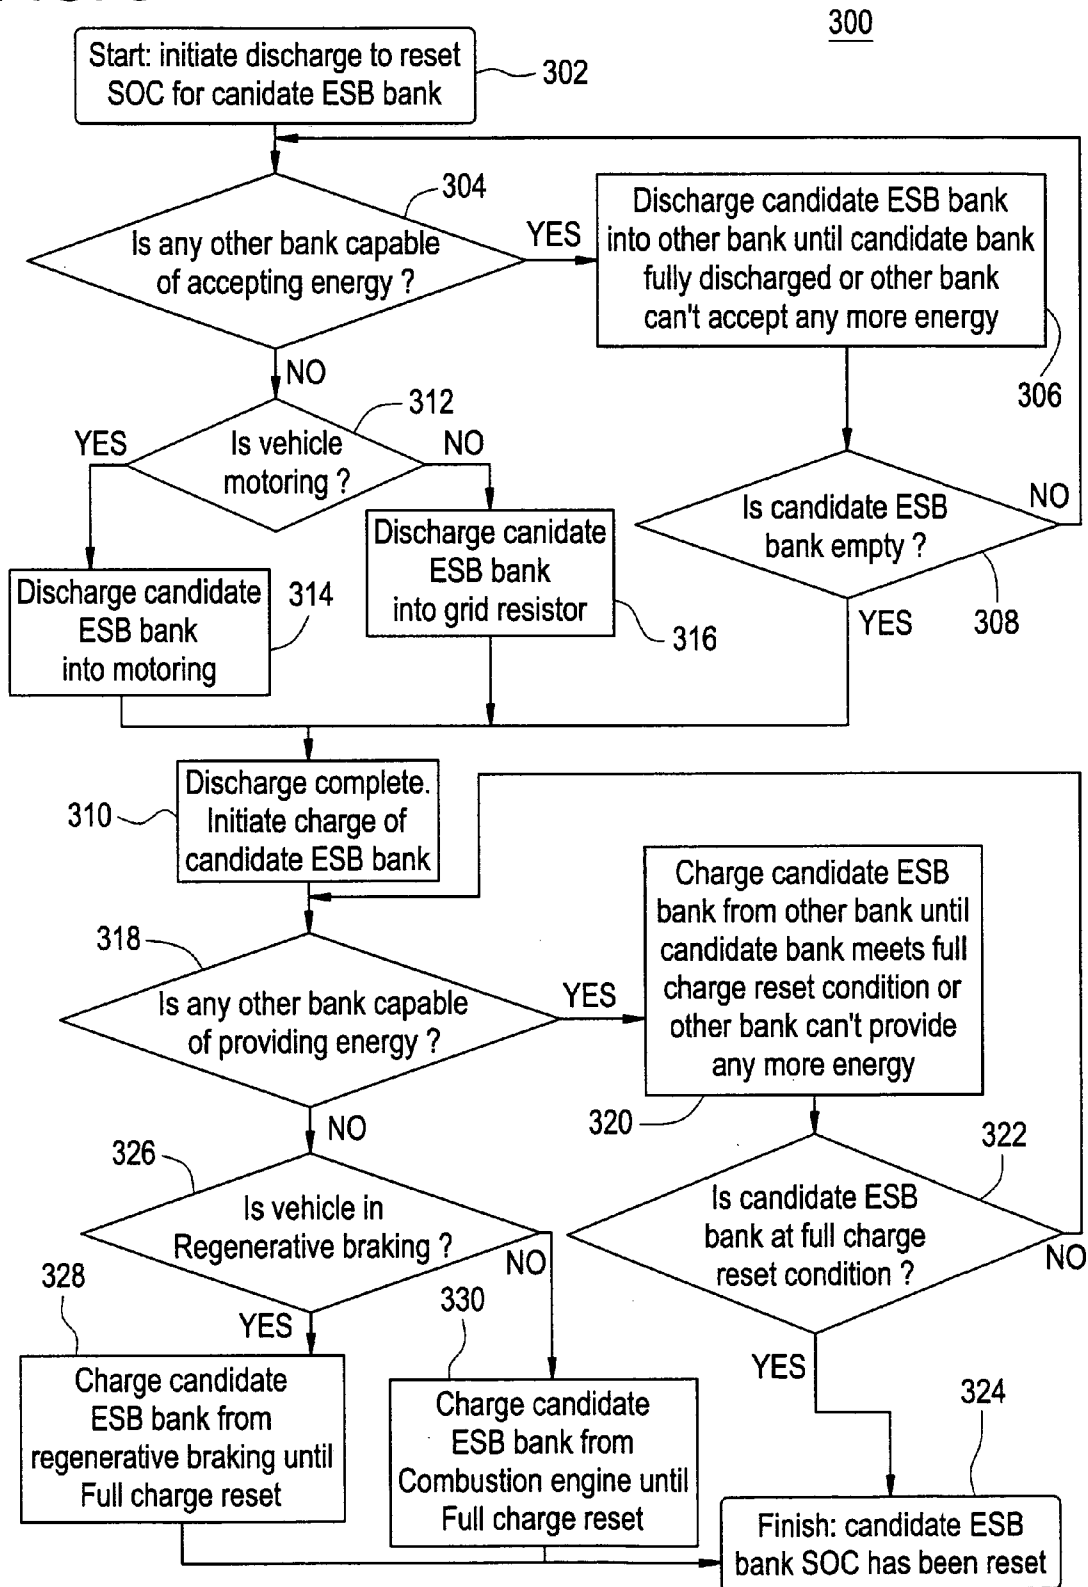 300
Start: initiate discharge to reset
SOC for canidate ESB bank
302
304
Is any other bank capable
of accepting energy ?
YES
Discharge candidate ESB bank
into other bank until candidate bank
fully discharged or other bank
can't accept any more energy
306
NO
312
Is vehicle
motoring ?
YES
NO
Is candidate ESB
bank empty ?
NO
308
YES
Discharge candidate
ESB bank
into motoring
314
Discharge canidate
ESB bank
into grid resistor
316
Discharge complete.
Initiate charge of
candidate ESB bank
310
318
Is any other bank capable
of providing energy ?
YES
Charge candidate ESB
bank from other bank until
candidate bank meets full
charge reset condition or
other bank can't provide
any more energy
320
NO
326
Is vehicle in
Regenerative braking ?
NO
YES
322
Is candidate ESB
bank at full charge
reset condition ?
NO
YES
328
Charge candidate
ESB bank from
regenerative braking until
Full charge reset
330
Charge candidate
ESB bank from
Combustion engine until
Full charge reset
324
Finish: candidate ESB
bank SOC has been reset